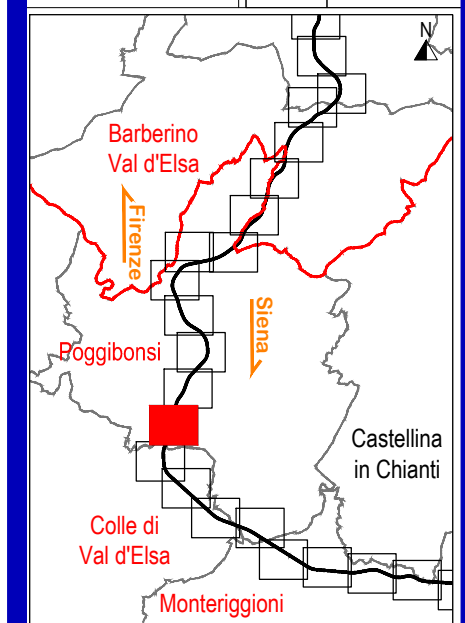 N
Barberino
Val d'Elsa
Firenze
Siena
Poggibonsi
Castellina
in Chianti
Colle di
Val d'Elsa
Monteriggioni